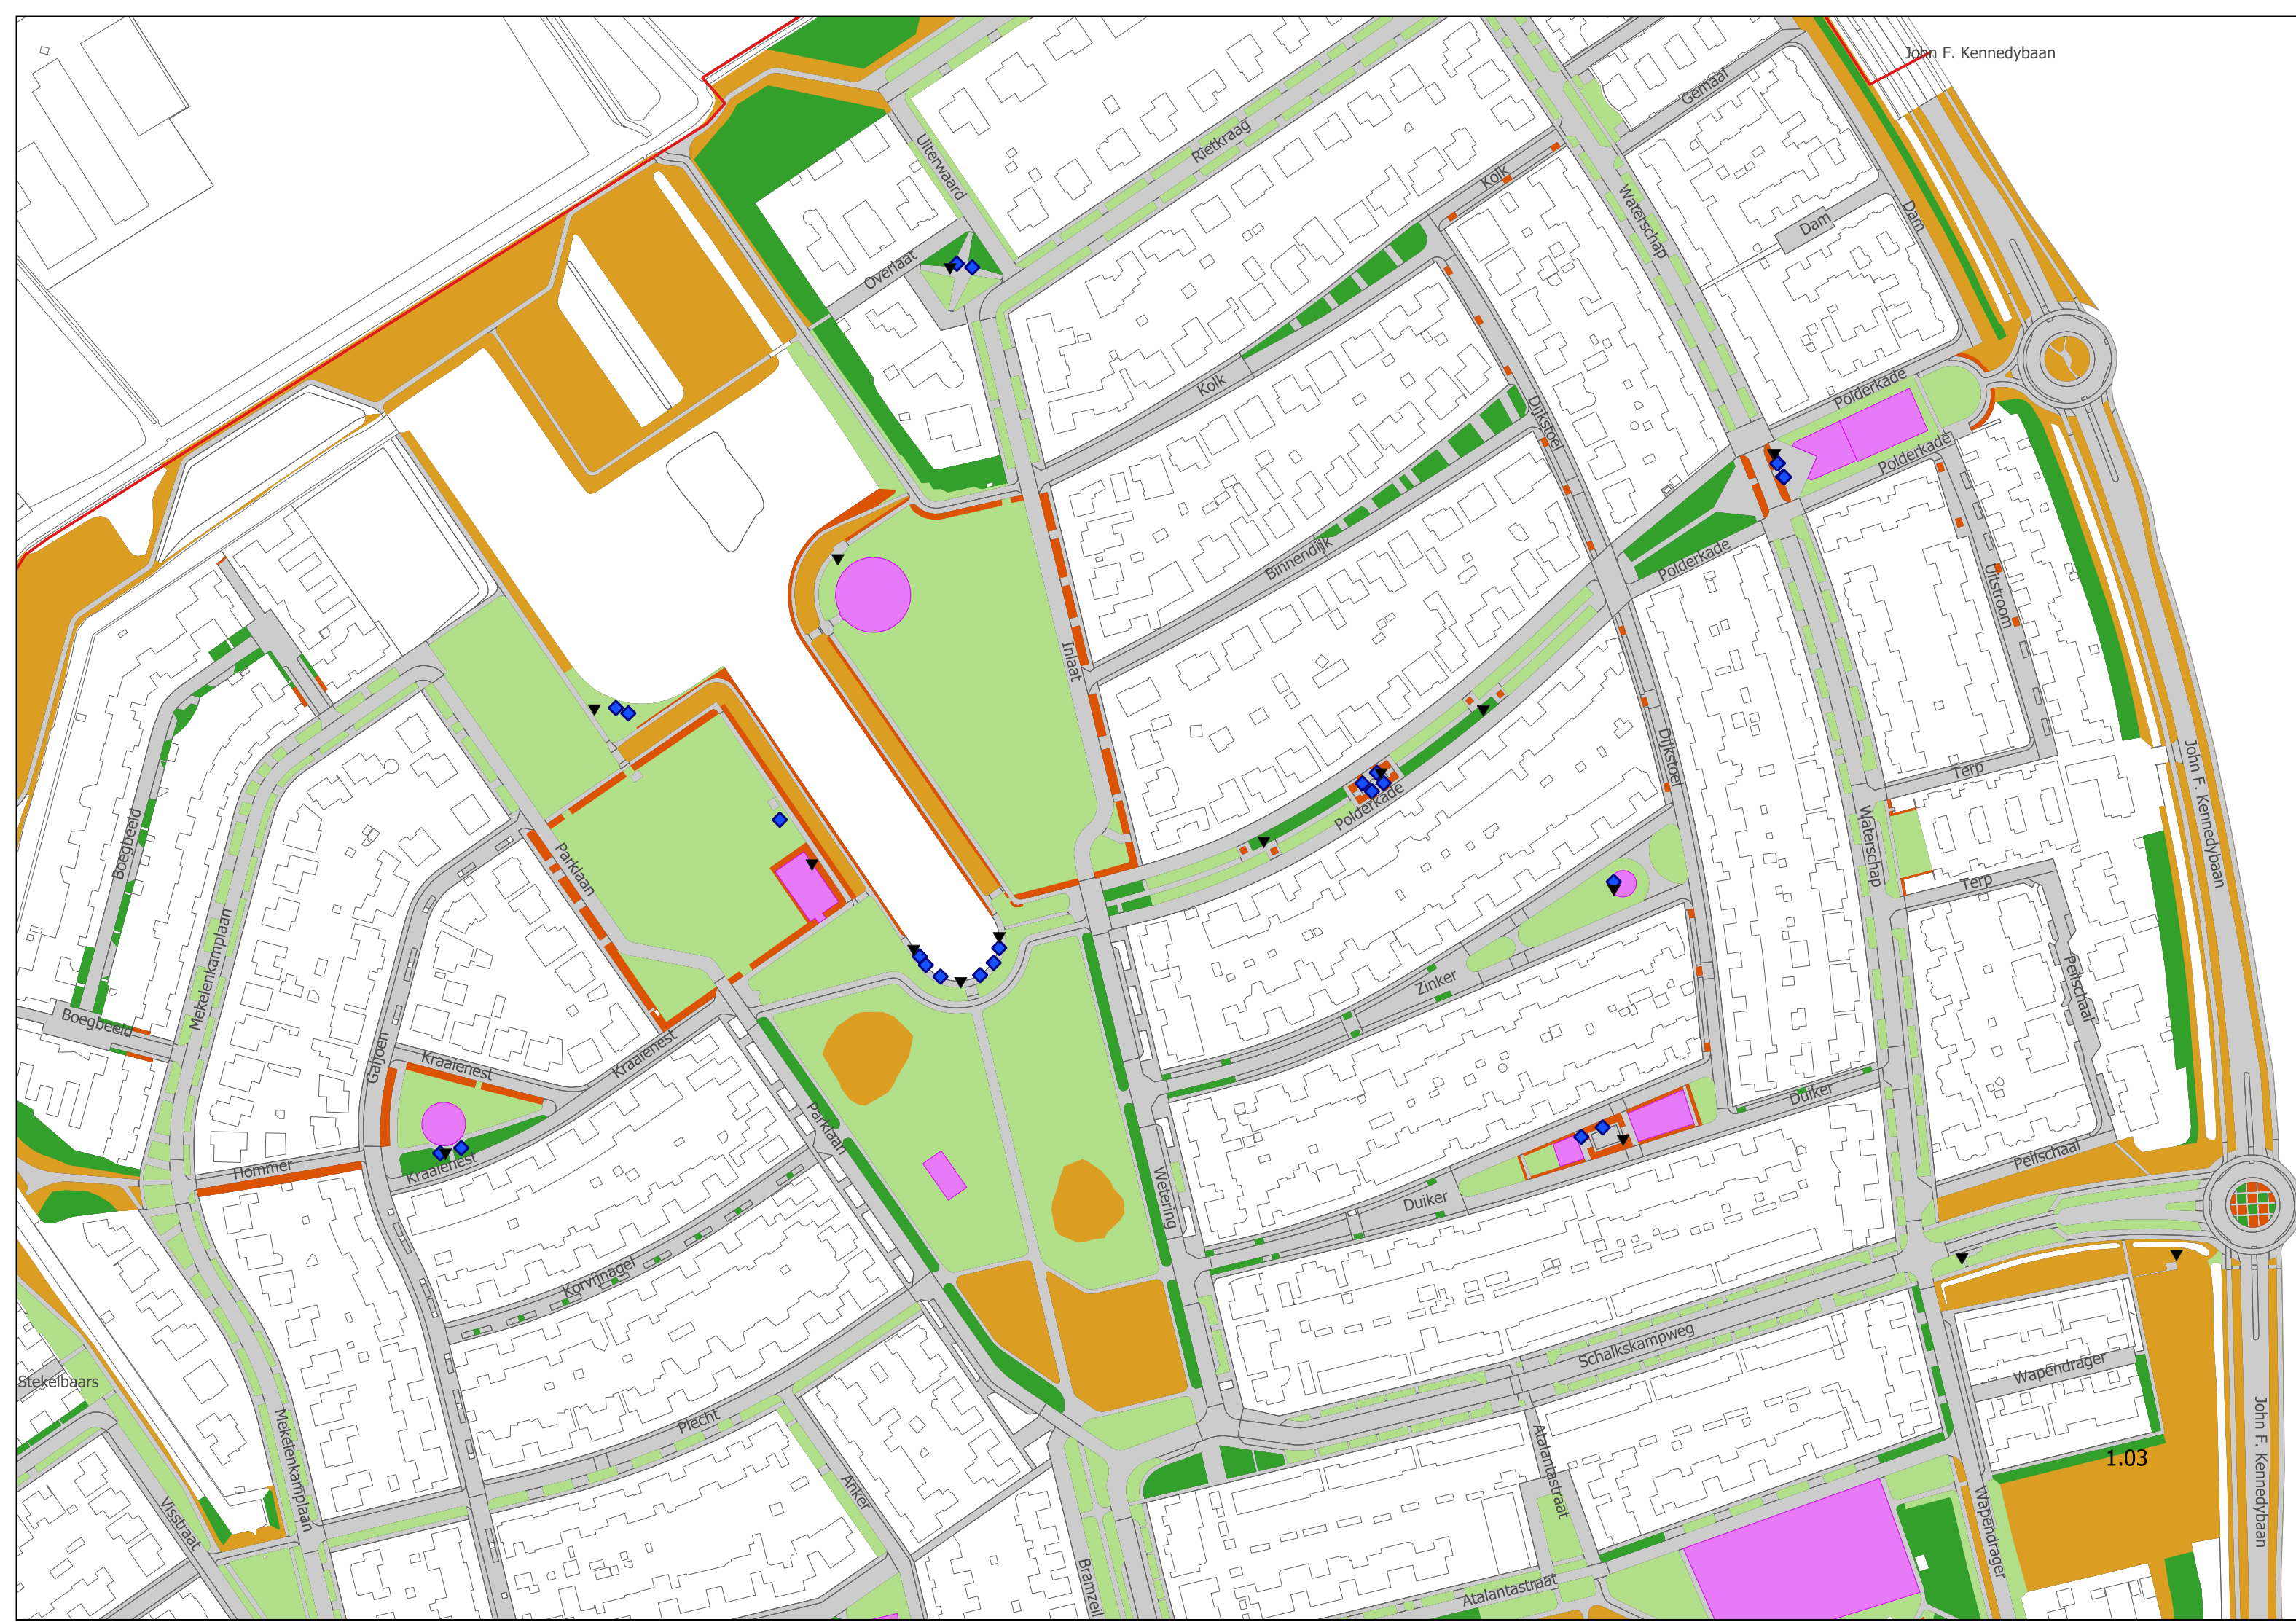 John F. Kennedybaan
Gemaal
Rietkraag
Uiterwaard
Kolk
Waterschap
Dam
Dam
Overlaat
Kolk
Polderkade
Dijkstoel
Polderkade
Binnendijk
Polderkade
Uitstroom
Inlaat
Dijkstoel
Terp
John F. Kennedybaan
Polderkade
Boegbeeld
Waterschap
Parklaan
Terp
Mekelenkamplaan
Zinker
Peilschaal
Boegbeeld
Galjoen
Kraaienest
Kraaienest
Duiker
Parklaan
Peilschaal
Hommer
Kraaienest
Wetering
Duiker
Korvijnagel
Schalkskampweg
Wapendrager
Stekelbaars
Plecht
John F. Kennedybaan
Mekelenkamplaan
Atalantastraat
1.03
Anker
Visstraat
Wapendrager
Bramzeil
Atalantastraat